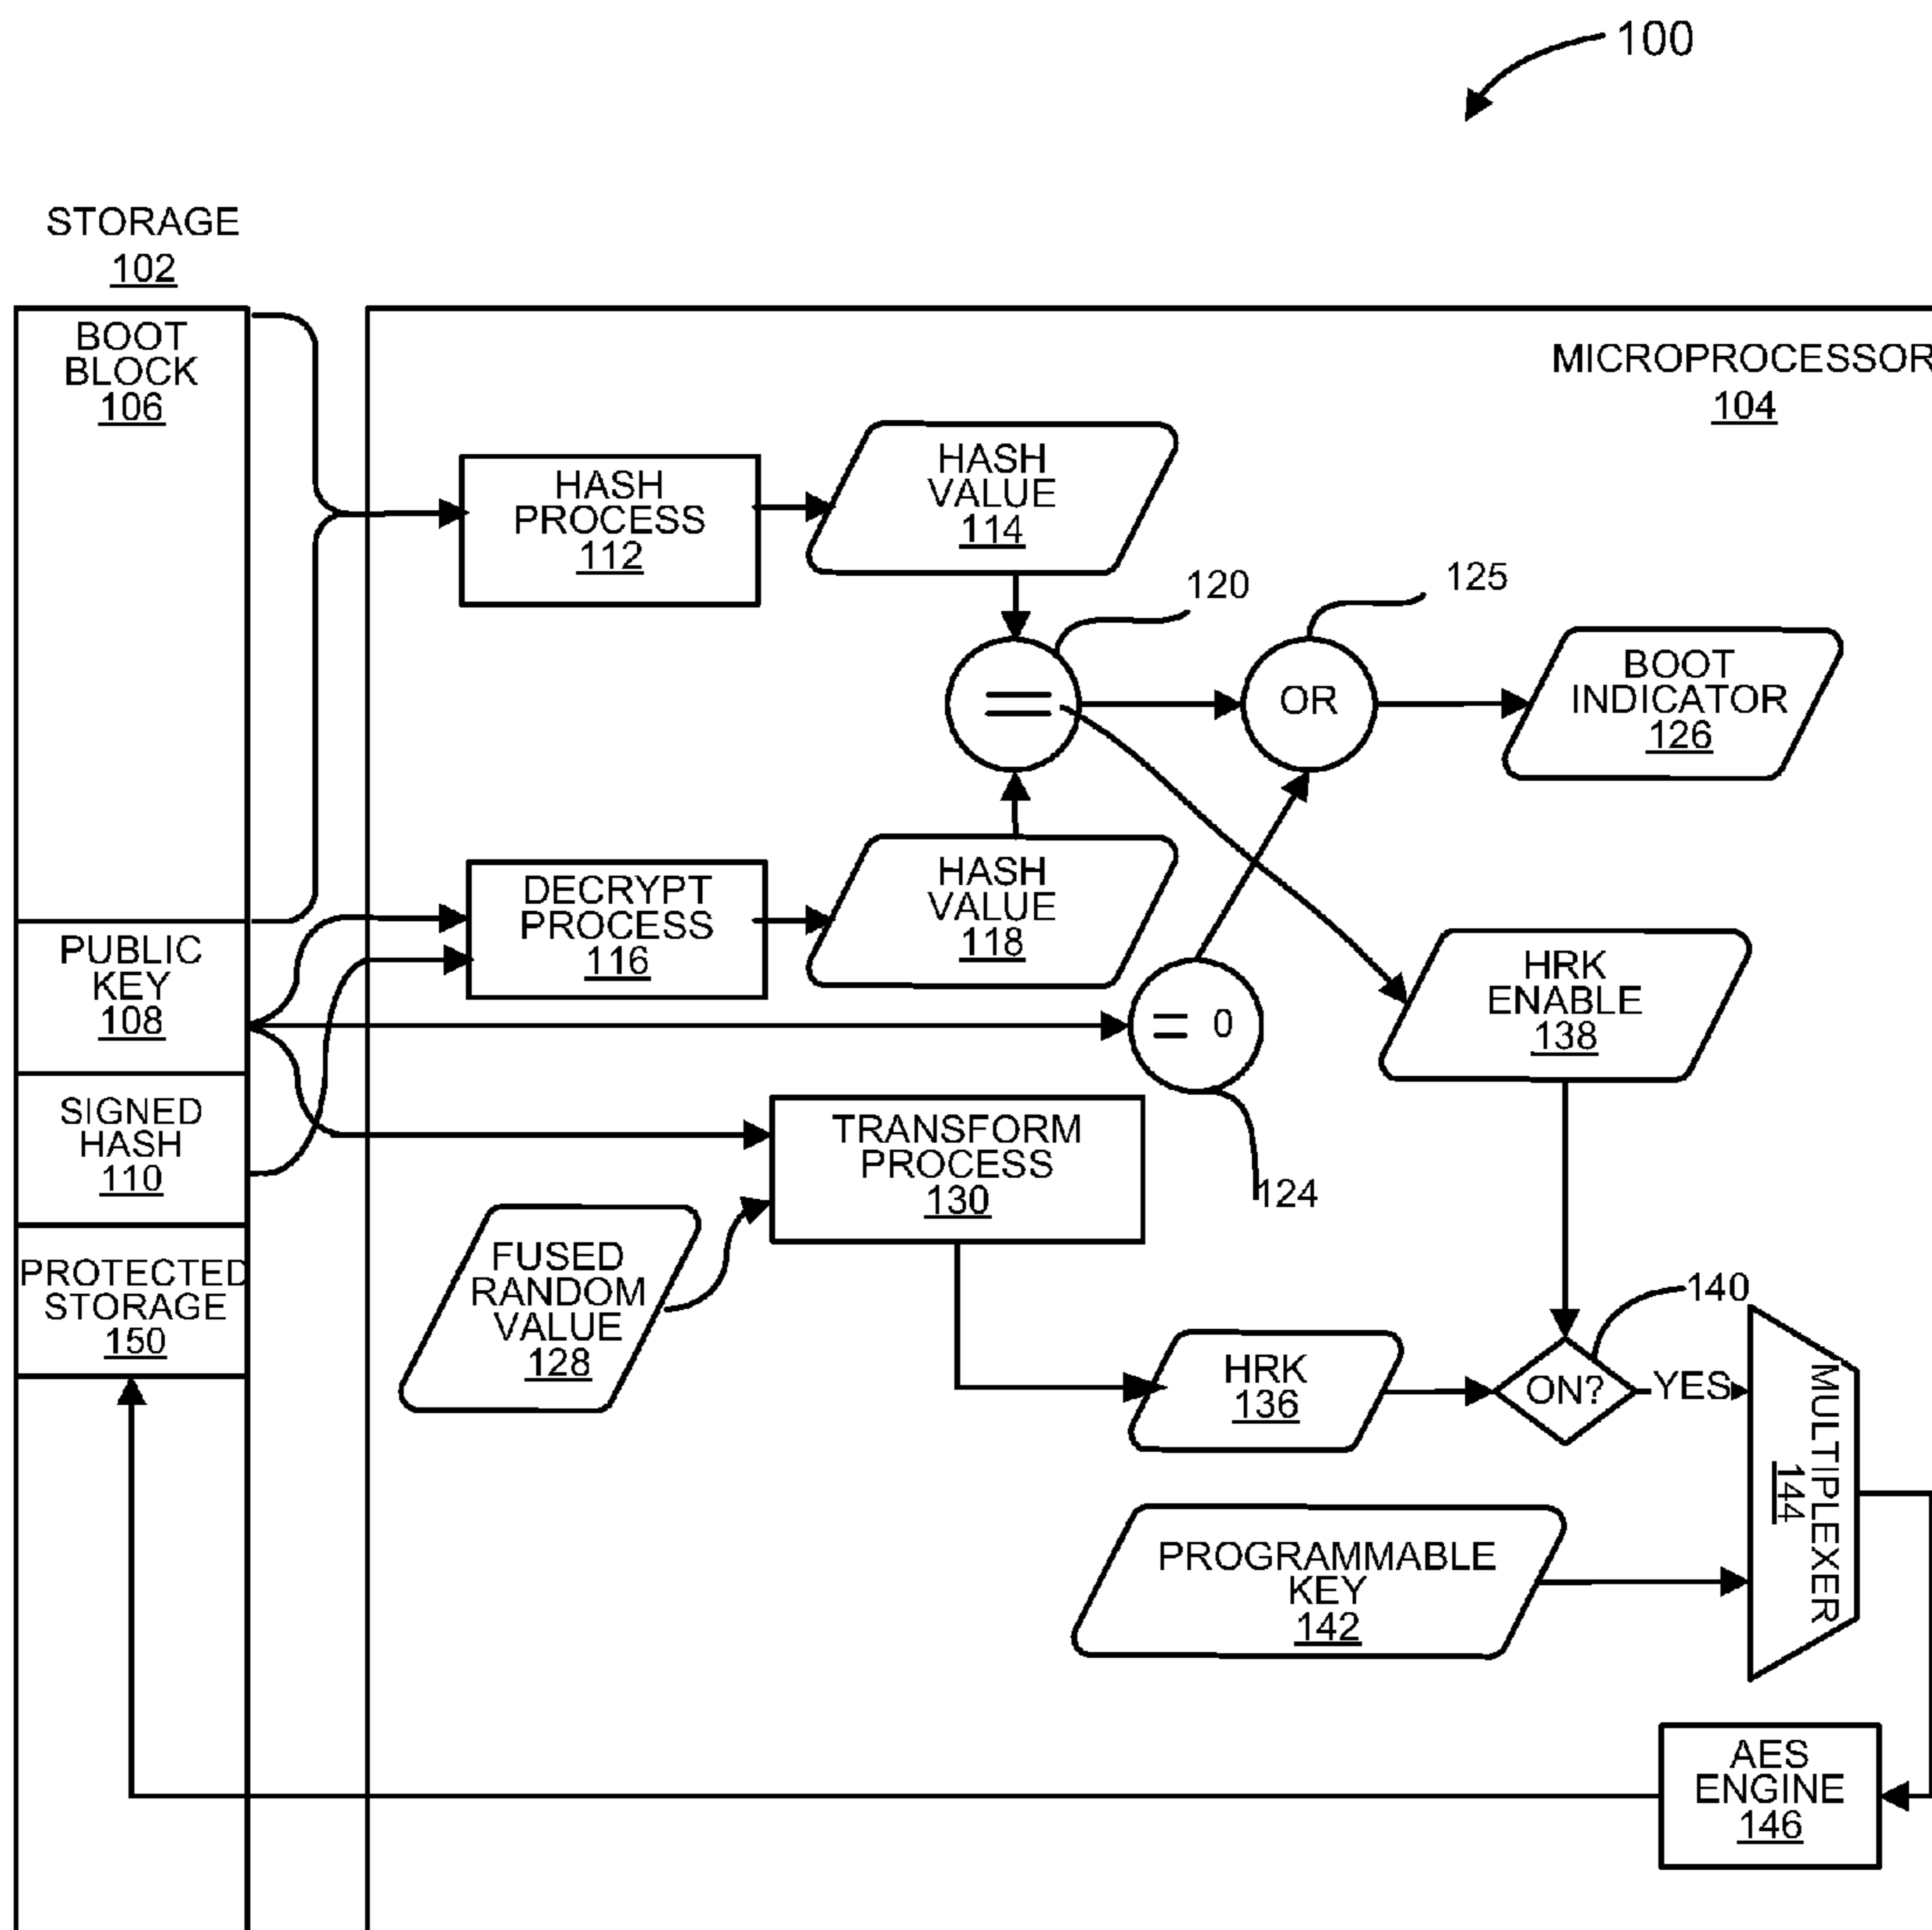 100
STORAGE
102
BOOT
BLOCK
106
MICROPROCESSOR
104
HASH
PROCESS
112
HASH
VALUE
114
120
125
OR
BOOT
INDICATOR
126
DECRYPT
PROCESS
116
HASH
VALUE
118
PUBLIC
KEY
108
= 0
HRK
ENABLE
138
SIGNED
HASH
110
TRANSFORM
PROCESS
130
124
PROTECTED
STORAGE
150
FUSED
RANDOM
VALUE
128
140
HRK
136
ON?
YES
MULTIPLEXER
144
PROGRAMMABLE
KEY
142
AES
ENGINE
146